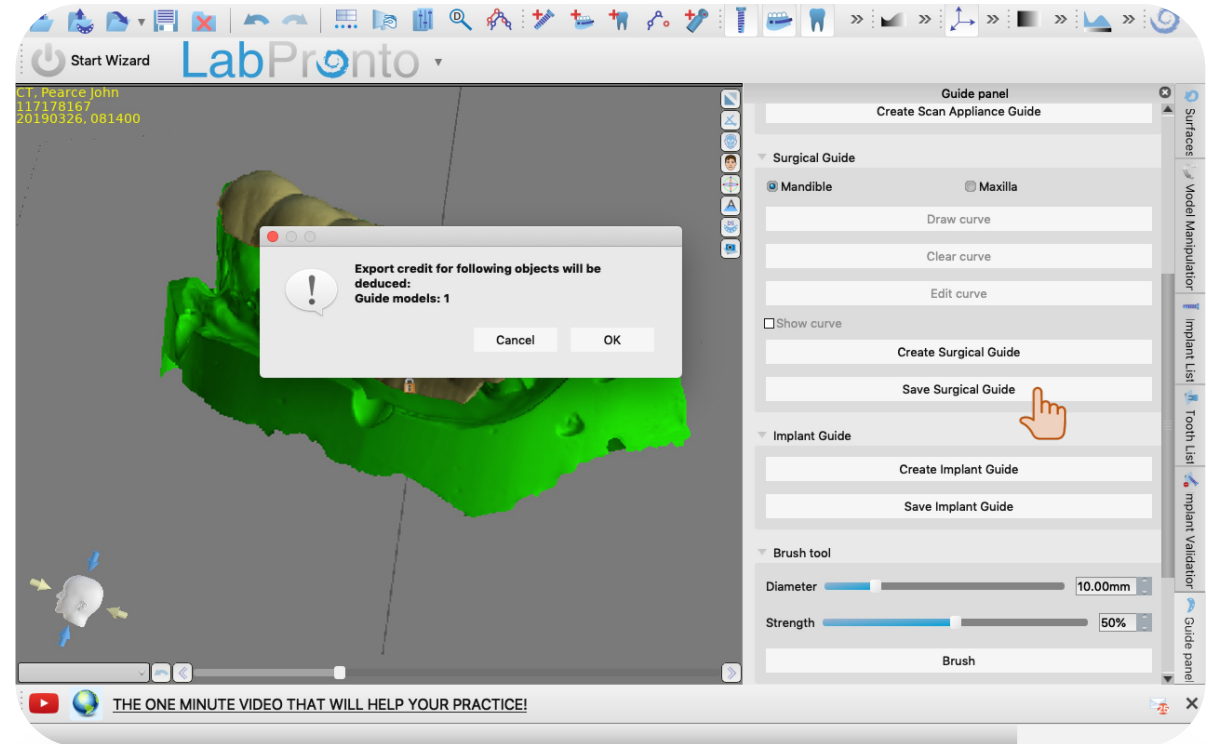 Start Wizard
LabPronto
CT, Pearce John
117178167
20190326, 081400
Export credit for following objects will be
deduced:
Guide models: 1
Cancel
OK
Guide panel
Create Scan Appliance Guide
Surgical Guide
Mandible
Maxilla
Draw curve
Clear curve
Edit curve
Show curve
Create Surgical Guide
Save Surgical Guide
Implant Guide
Create Implant Guide
Save Implant Guide
Brush tool
Diameter
10.00mm
Strength
50%
Brush
Surfaces
Model Manipulation
Implant List
Tooth List
mplant Validation
Guide panel
THE ONE MINUTE VIDEO THAT WILL HELP YOUR PRACTICE!